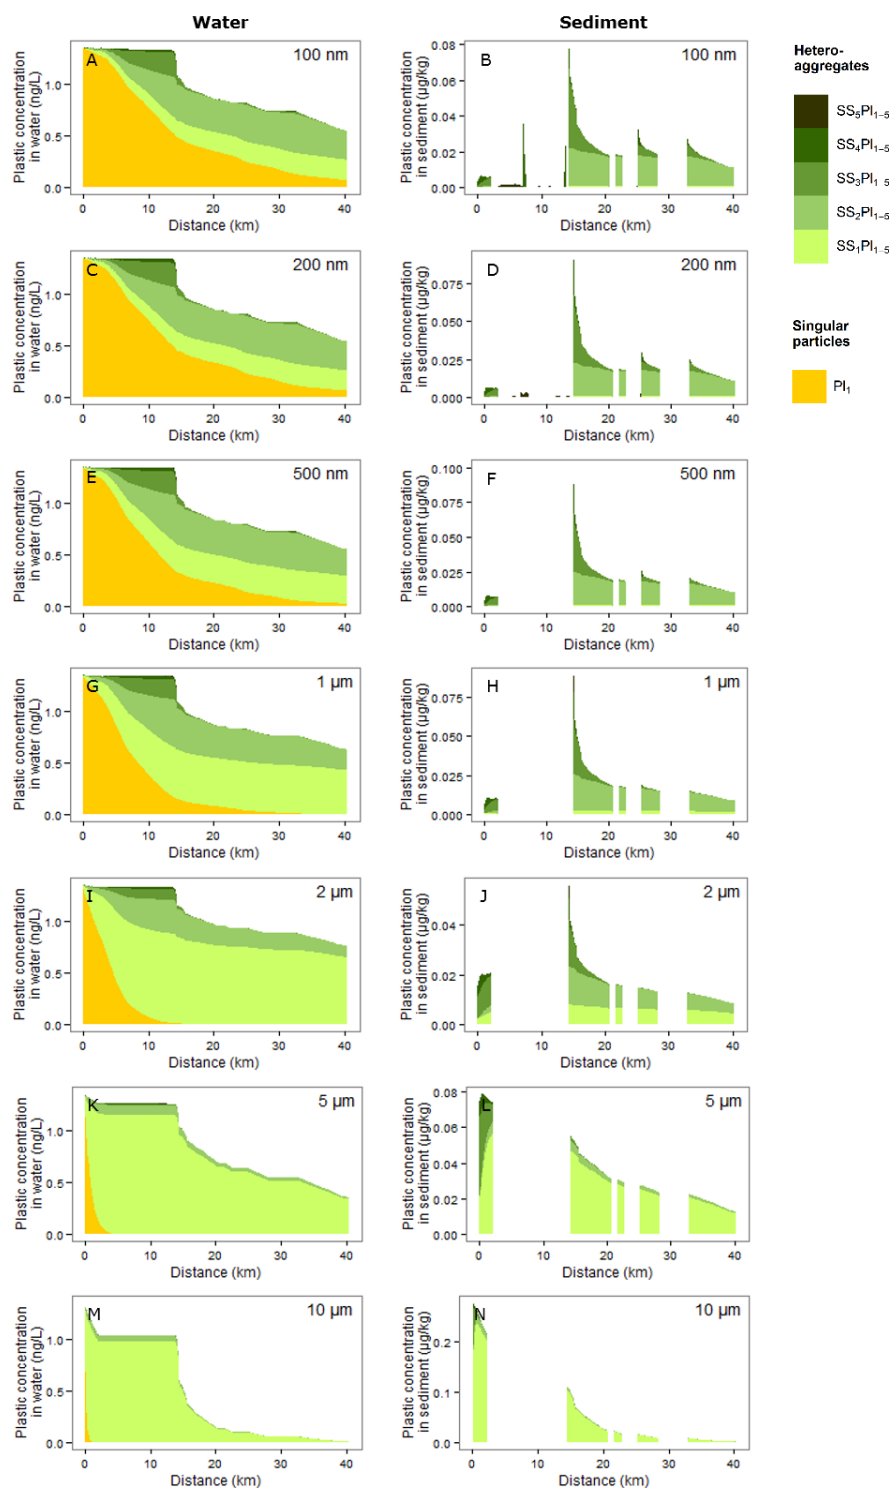 Water
Sediment
Plastic concentration
in water (ng/L)
1.0
0.5
0.0
A
100 nm
0 10 20 30 40
Distance (km)
Plastic concentration
in sediment (µg/kg)
0.08
0.06
0.04
0.02
0.00
B
100 nm
0 10 20 30 40
Distance (km)
Hetero-
aggregates
SS5Pl1–5
SS4Pl1–5
SS3Pl1–5
SS2Pl1–5
SS1Pl1–5
Singular
particles
Pl1
Plastic concentration
in water (ng/L)
1.0
0.5
0.0
C
200 nm
0 10 20 30 40
Distance (km)
Plastic concentration
in sediment (µg/kg)
0.075
0.050
0.025
0.000
D
200 nm
0 10 20 30 40
Distance (km)
Plastic concentration
in water (ng/L)
1.0
0.5
0.0
E
500 nm
0 10 20 30 40
Distance (km)
Plastic concentration
in sediment (µg/kg)
0.100
0.075
0.050
0.025
0.000
F
500 nm
0 10 20 30 40
Distance (km)
Plastic concentration
in water (ng/L)
1.0
0.5
0.0
G
1 µm
0 10 20 30 40
Distance (km)
Plastic concentration
in sediment (µg/kg)
0.075
0.050
0.025
0.000
H
1 µm
0 10 20 30 40
Distance (km)
Plastic concentration
in water (ng/L)
1.0
0.5
0.0
I
2 µm
0 10 20 30 40
Distance (km)
Plastic concentration
in sediment (µg/kg)
0.04
0.02
0.00
J
2 µm
0 10 20 30 40
Distance (km)
Plastic concentration
in water (ng/L)
1.0
0.5
0.0
K
5 µm
0 10 20 30 40
Distance (km)
Plastic concentration
in sediment (µg/kg)
0.08
0.06
0.04
0.02
0.00
L
5 µm
0 10 20 30 40
Distance (km)
Plastic concentration
in water (ng/L)
1.0
0.5
0.0
M
10 µm
0 10 20 30 40
Distance (km)
Plastic concentration
in sediment (µg/kg)
0.2
0.1
0.0
N
10 µm
0 10 20 30 40
Distance (km)